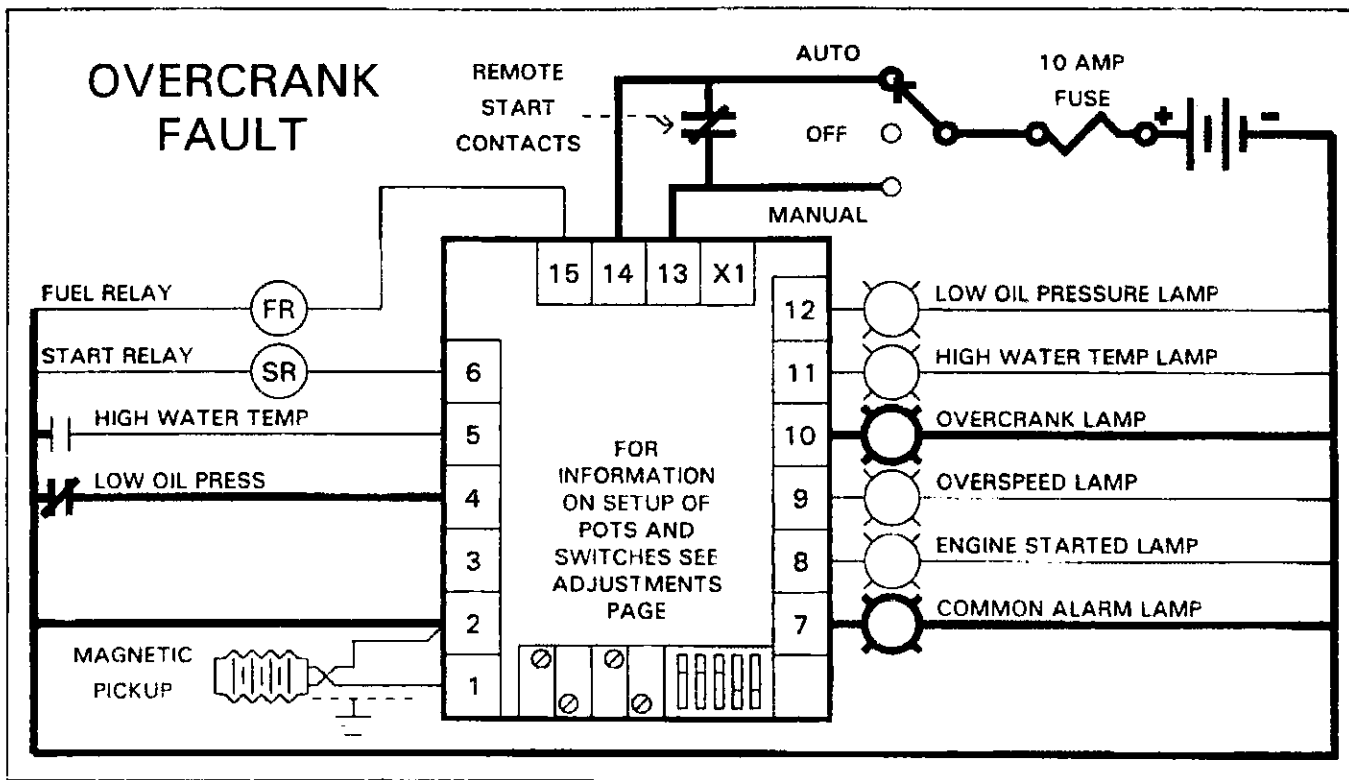 OVERCRANK
FAULT
REMOTE
START
CONTACTS
AUTO
OFF
MANUAL
10 AMP
FUSE
+
-
15 14 13 X1
FUEL RELAY
FR
START RELAY
SR
HIGH WATER TEMP
LOW OIL PRESS
6
5
4
3
2
1
MAGNETIC
PICKUP
FOR
INFORMATION
ON SETUP OF
POTS AND
SWITCHES SEE
ADJUSTMENTS
PAGE
12
11
10
9
8
7
LOW OIL PRESSURE LAMP
HIGH WATER TEMP LAMP
OVERCRANK LAMP
OVERSPEED LAMP
ENGINE STARTED LAMP
COMMON ALARM LAMP